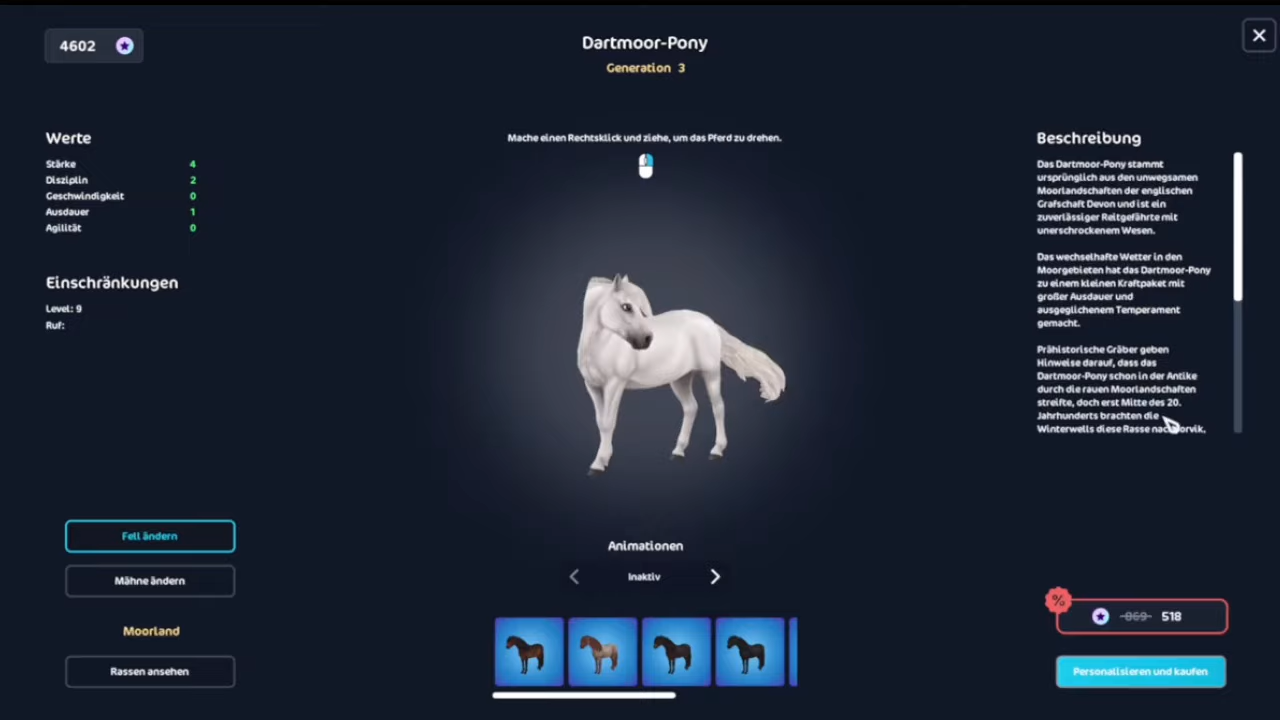 4602
Dartmoor-Pony
Generation 3
Werte
Stärke 4
Disziplin 2
Geschwindigkeit 0
Ausdauer 1
Agilität 0
Einschränkungen
Level: 9
Ruf:
Mache einen Rechtsklick und ziehe, um das Pferd zu drehen.
Beschreibung
Das Dartmoor-Pony stammt
ursprünglich aus den unwegsamen
Moorlandschaften der englischen
Grafschaft Devon und ist ein
zuverlässiger Reitgefährte mit
unerschrockenem Wesen.
Das wechselhafte Wetter in den
Moorgebieten hat das Dartmoor-Pony
zu einem kleinen Kraftpaket mit
großer Ausdauer und
ausgeglichenem Temperament
gemacht.
Prähistorische Gräber geben
Hinweise darauf, dass das
Dartmoor-Pony schon in der Antike
durch die rauen Moorlandschaften
streifte, doch erst Mitte des 20.
Jahrhunderts brachten die
Winterwells diese Rasse
Fell ändern
Mähne ändern
Moorland
Rassen ansehen
Animationen
Inaktiv
%
869 518
Personalisieren und kaufen